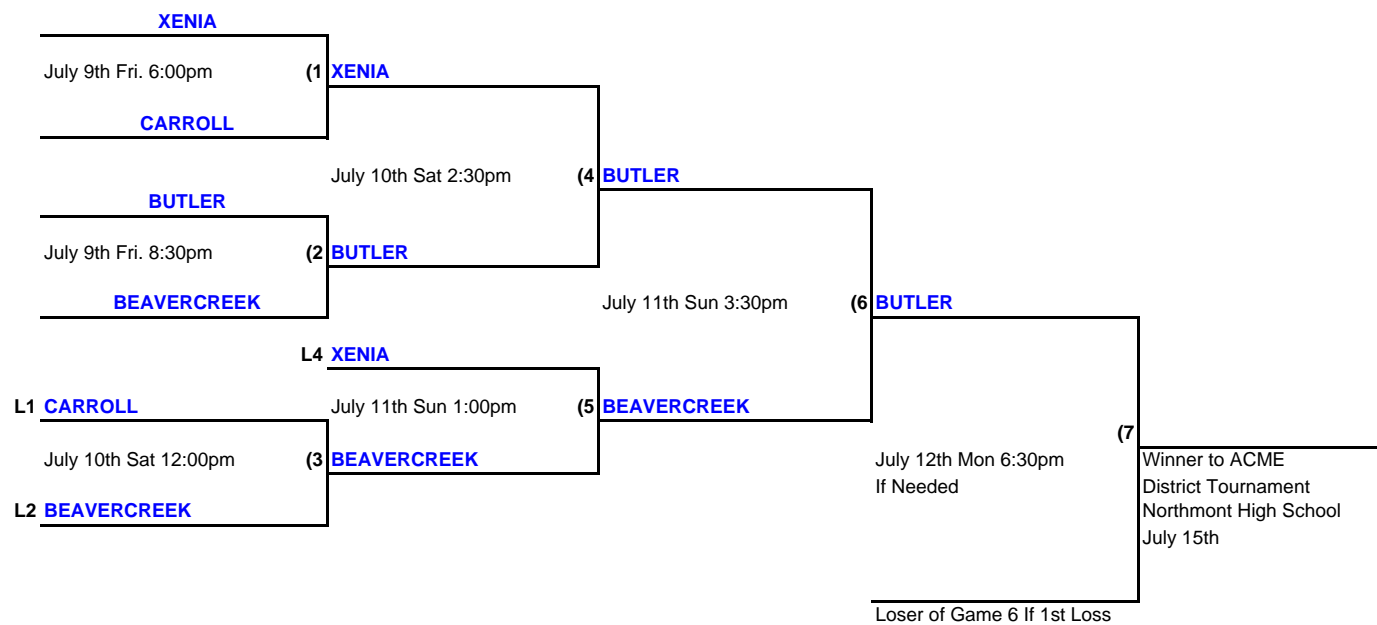 XENIA
July 9th Fri. 6:00pm (1 XENIA
CARROLL
July 10th Sat 2:30pm (4 BUTLER
BUTLER
July 9th Fri. 8:30pm (2 BUTLER
BEAVERCREEK
July 11th Sun 3:30pm (6 BUTLER
L4 XENIA
L1 CARROLL
July 11th Sun 1:00pm (5 BEAVERCREEK
(7
July 10th Sat 12:00pm (3 BEAVERCREEK
July 12th Mon 6:30pm
If Needed
Winner to ACME
District Tournament
Northmont High School
July 15th
L2 BEAVERCREEK
Loser of Game 6 If 1st Loss